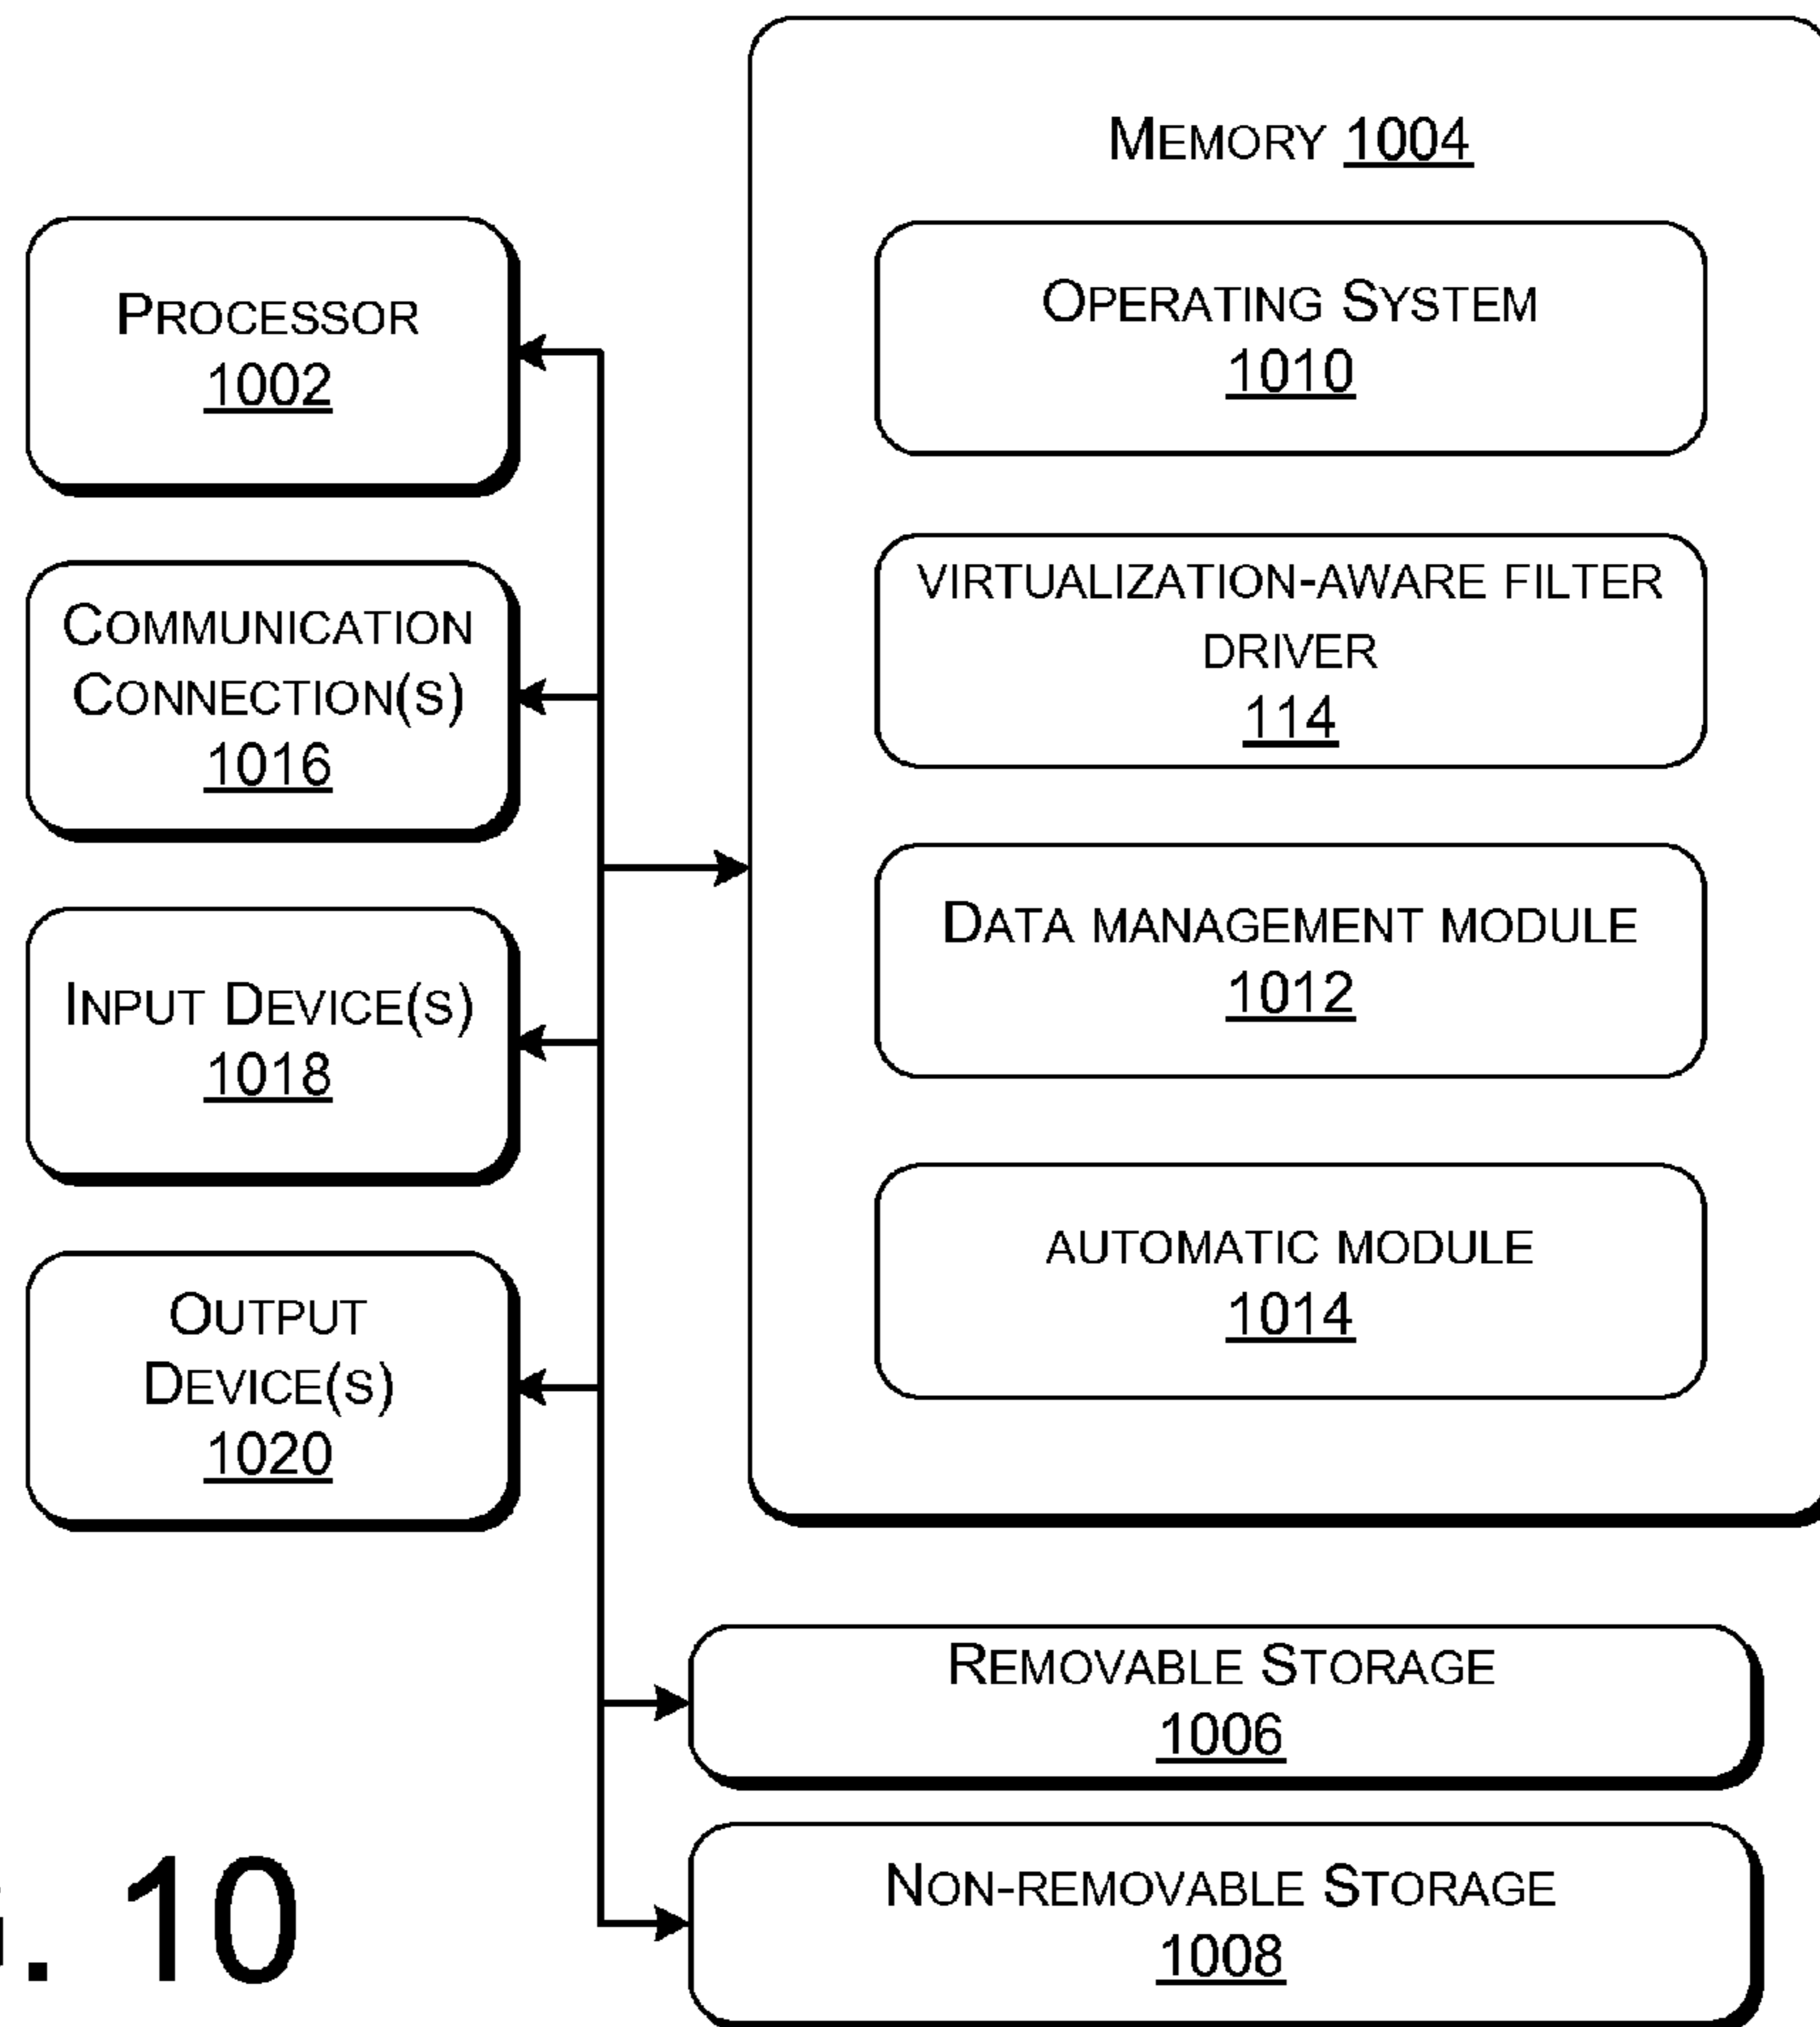 MEMORY 1004
PROCESSOR
1002
OPERATING SYSTEM
1010
COMMUNICATION
CONNECTION(S)
1016
VIRTUALIZATION-AWARE FILTER
DRIVER
114
INPUT DEVICE(S)
1018
DATA MANAGEMENT MODULE
1012
OUTPUT
DEVICE(S)
1020
AUTOMATIC MODULE
1014
REMOVABLE STORAGE
1006
NON-REMOVABLE STORAGE
1008
. 10